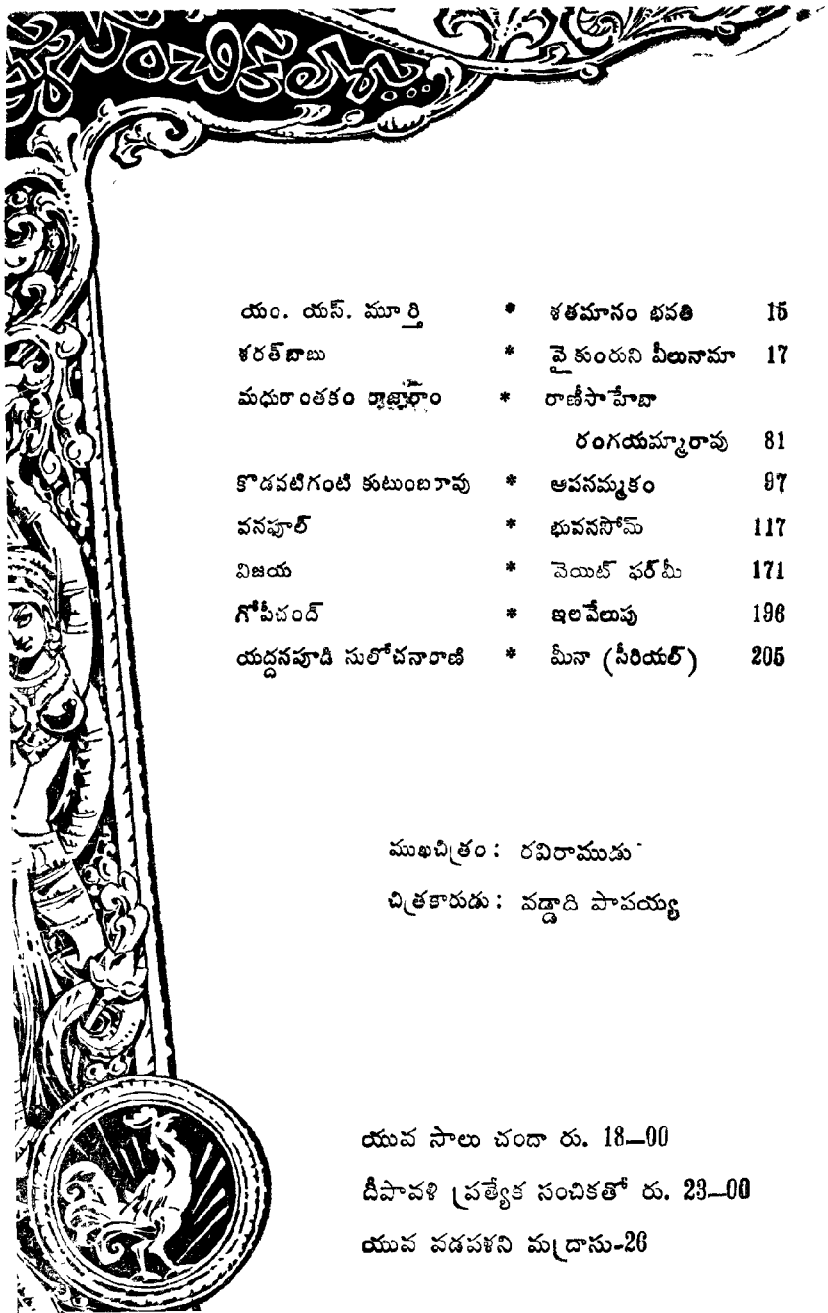 సంచికలో...
యం. యస్. మూర్తి * శతమానం భవతి 15
శరత్‌బాబు * వైకుంఠుని వీలునామా 17
మధురాంతకం రాజారాం * రాణీసాహేబా
రంగయమ్మారావు 81
కొడవటిగంటి కుటుంబరావు * అపనమ్మకం 97
వనఫూల్ * భువనసోమ్ 117
విజయ * వెయిట్ ఫర్‌మీ 171
గోపీచంద్ * ఇలవేలుపు 196
యద్దనపూడి సులోచనారాణి * మీనా (సీరియల్) 205
ముఖచిత్రం : రవిరాముడు
చిత్రకారుడు : వడ్డాది పాపయ్య
యువ సాలు చందా రు. 18—00
దీపావళి ప్రత్యేక సంచికతో రు. 23—00
యువ వడపళని మద్రాసు-26